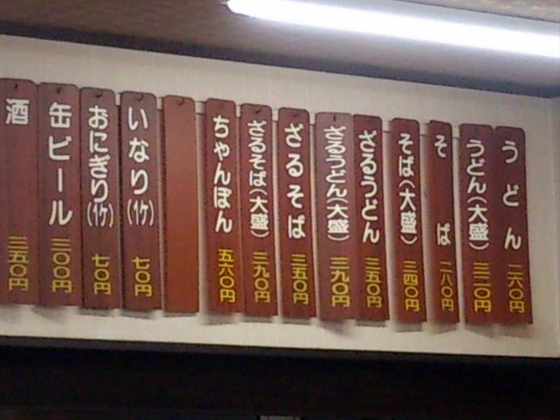 うどん 二六〇円
うどん(大盛) 三二〇円
そば 二八〇円
そば(大盛) 三四〇円
ざるうどん 三五〇円
ざるうどん(大盛) 三九〇円
ざるそば 三五〇円
ざるそば(大盛) 三九〇円
ちゃんぽん 五六〇円
いなり(1ケ) 七〇円
おにぎり(1ケ) 七〇円
缶ビール 三〇〇円
酒 三五〇円